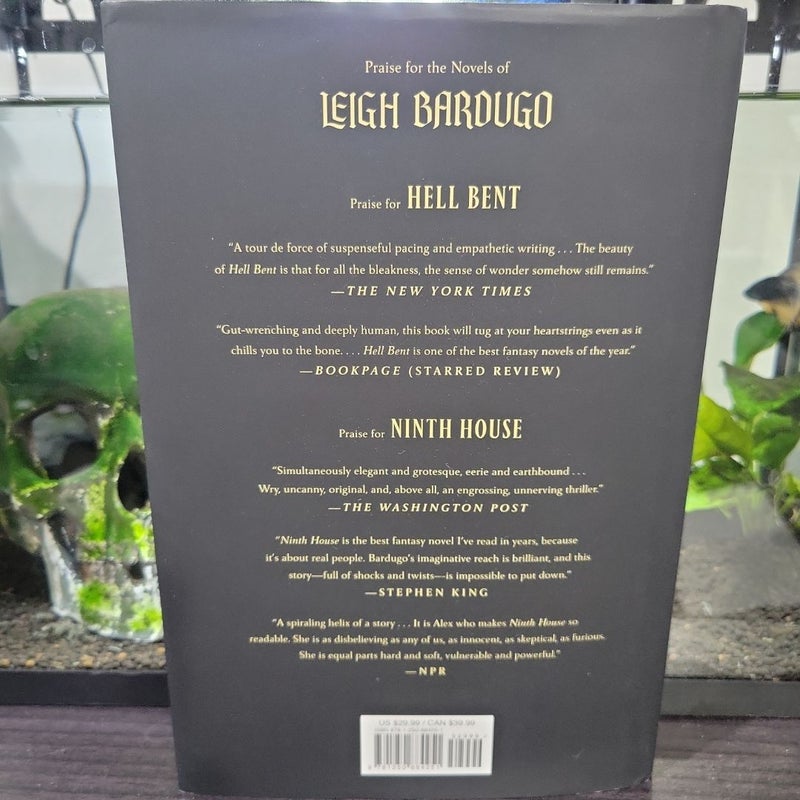 Praise for the Novels of
LEIGH BARDUGO
Praise for HELL BENT
“A tour de force of suspenseful pacing and empathetic writing . . . The beauty
of Hell Bent is that for all the bleakness, the sense of wonder somehow still remains.”
—THE NEW YORK TIMES
“Gut-wrenching and deeply human, this book will tug at your heartstrings even as it
chills you to the bone. . . . Hell Bent is one of the best fantasy novels of the year.”
—BOOKPAGE (STARRED REVIEW)
Praise for NINTH HOUSE
“Simultaneously elegant and grotesque, eerie and earthbound . . .
Wry, uncanny, original, and, above all, an engrossing, unnerving thriller.”
—THE WASHINGTON POST
“Ninth House is the best fantasy novel I’ve read in years, because
it’s about real people. Bardugo’s imaginative reach is brilliant, and this
story—full of shocks and twists—is impossible to put down.”
—STEPHEN KING
“A spiraling helix of a story . . . It is Alex who makes Ninth House so
readable. She is as disbelieving as any of us, as innocent, as skeptical, as furious.
She is equal parts hard and soft, vulnerable and powerful.”
—NPR
US $29.99 / CAN $39.99